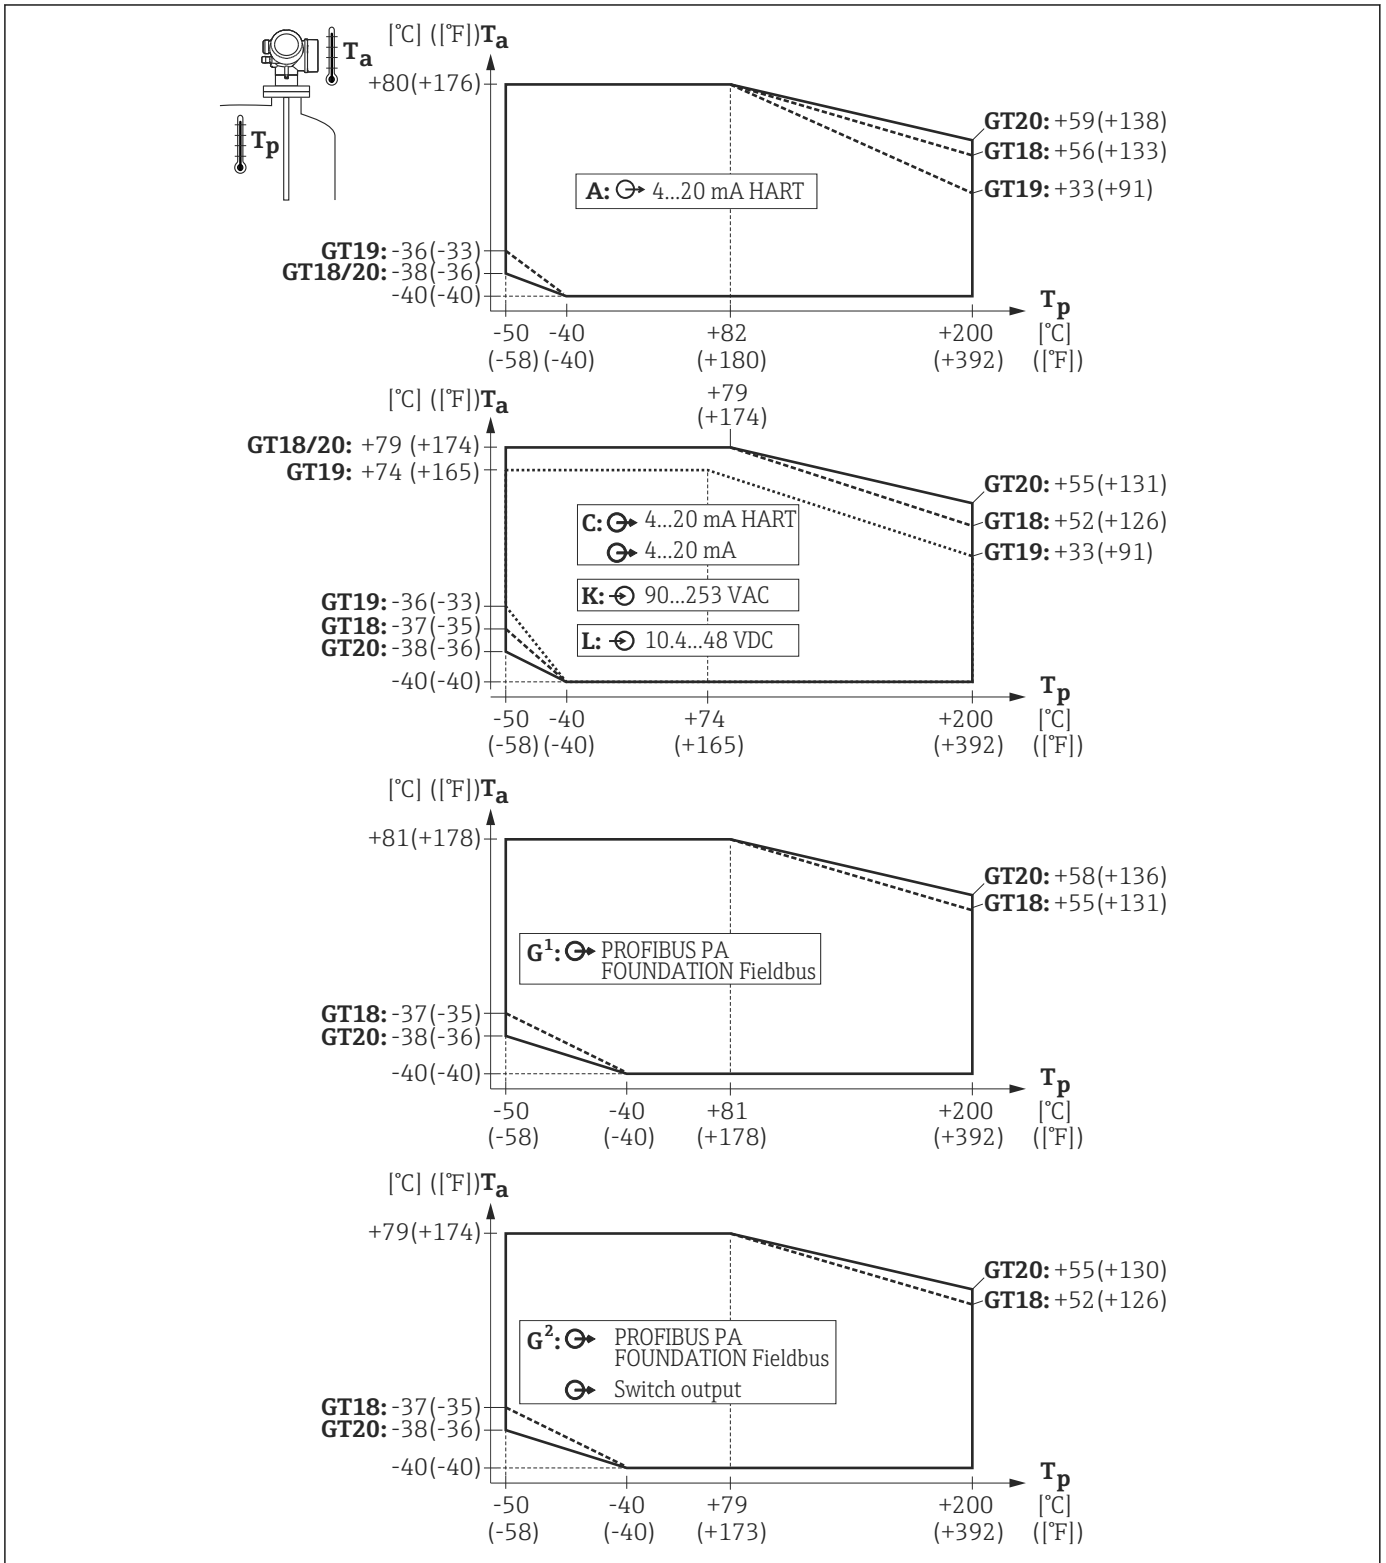 Ta
Tp
[°C] ([°F])Ta
+80(+176)
GT20: +59(+138)
GT18: +56(+133)
GT19: +33(+91)
A: 4...20 mA HART
GT19: -36(-33)
GT18/20: -38(-36)
-40(-40)
Tp
-50 -40 +82 +200 [°C]
(-58) (-40) (+180) (+392) ([°F])
[°C] ([°F])Ta
+79
(+174)
GT18/20: +79 (+174)
GT19: +74 (+165)
GT20: +55(+131)
GT18: +52(+126)
GT19: +33(+91)
C: 4...20 mA HART
4...20 mA
K: 90...253 VAC
L: 10.4...48 VDC
GT19: -36(-33)
GT18: -37(-35)
GT20: -38(-36)
-40(-40)
Tp
-50 -40 +74 +200 [°C]
(-58) (-40) (+165) (+392) ([°F])
[°C] ([°F])Ta
+81(+178)
GT20: +58(+136)
GT18: +55(+131)
G1: PROFIBUS PA
FOUNDATION Fieldbus
GT18: -37(-35)
GT20: -38(-36)
-40(-40)
Tp
-50 -40 +81 +200 [°C]
(-58) (-40) (+178) (+392) ([°F])
[°C] ([°F])Ta
+79(+174)
GT20: +55(+130)
GT18: +52(+126)
G2: PROFIBUS PA
FOUNDATION Fieldbus
Switch output
GT18: -37(-35)
GT20: -38(-36)
-40(-40)
Tp
-50 -40 +79 +200 [°C]
(-58) (-40) (+173) (+392) ([°F])